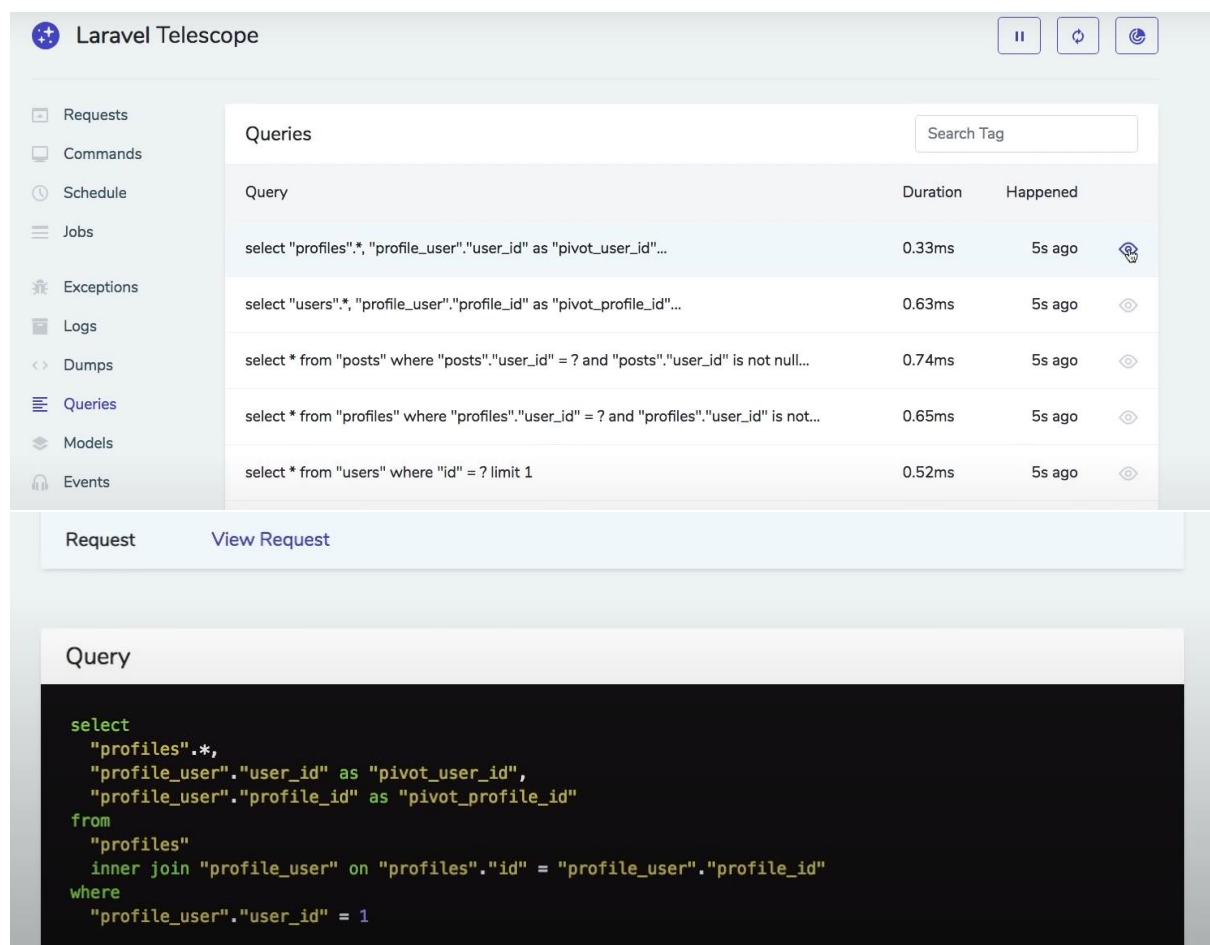 Laravel Telescope
Requests
Commands
Schedule
Jobs
Exceptions
Logs
Dumps
Queries
Models
Events
Queries
Search Tag
Query Duration Happened
select "profiles".*, "profile_user"."user_id" as "pivot_user_id"... 0.33ms 5s ago
select "users".*, "profile_user"."profile_id" as "pivot_profile_id"... 0.63ms 5s ago
select * from "posts" where "posts"."user_id" = ? and "posts"."user_id" is not null... 0.74ms 5s ago
select * from "profiles" where "profiles"."user_id" = ? and "profiles"."user_id" is not... 0.65ms 5s ago
select * from "users" where "id" = ? limit 1 0.52ms 5s ago
Request View Request
Query
select
"profiles".*,
"profile_user"."user_id" as "pivot_user_id",
"profile_user"."profile_id" as "pivot_profile_id"
from
"profiles"
inner join "profile_user" on "profiles"."id" = "profile_user"."profile_id"
where
"profile_user"."user_id" = 1